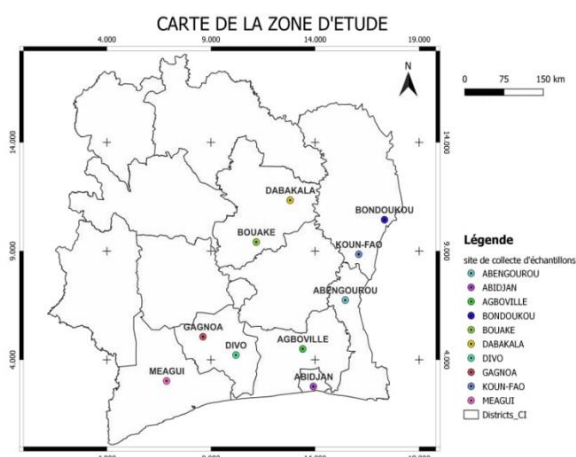 CARTE DE LA ZONE D'ETUDE
4.000 9.000 14.000 19.000
N
0 75 150 km
14.000 14.000
DABAKALA
BONDOUKOU
BOUAKE
KOUN-FAO
9.000 9.000
ABENGOUROU
GAGNOA
AGBOVILLE
DIVO
4.000 4.000
MEAGUI
ABIDJAN
Légende
site de collecte d'échantillons
ABENGOUROU
ABIDJAN
AGBOVILLE
BONDOUKOU
BOUAKE
DABAKALA
DIVO
GAGNOA
KOUN-FAO
MEAGUI
Districts_CI